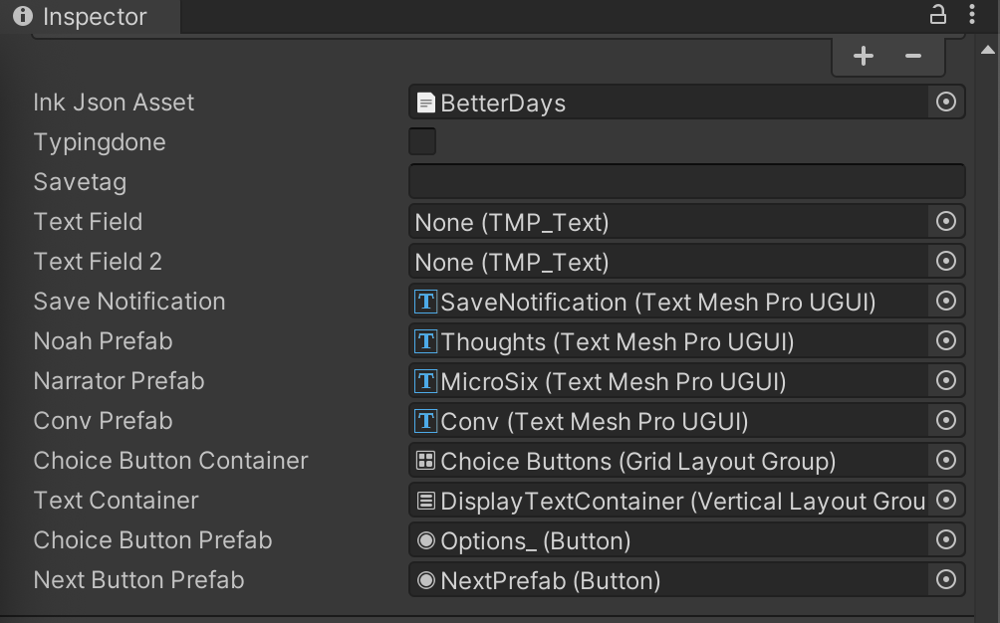 Inspector
Ink Json Asset BetterDays
Typingdone
Savetag
Text Field None (TMP_Text)
Text Field 2 None (TMP_Text)
Save Notification SaveNotification (Text Mesh Pro UGUI)
Noah Prefab Thoughts (Text Mesh Pro UGUI)
Narrator Prefab MicroSix (Text Mesh Pro UGUI)
Conv Prefab Conv (Text Mesh Pro UGUI)
Choice Button Container Choice Buttons (Grid Layout Group)
Text Container DisplayTextContainer (Vertical Layout Grou
Choice Button Prefab Options_ (Button)
Next Button Prefab NextPrefab (Button)